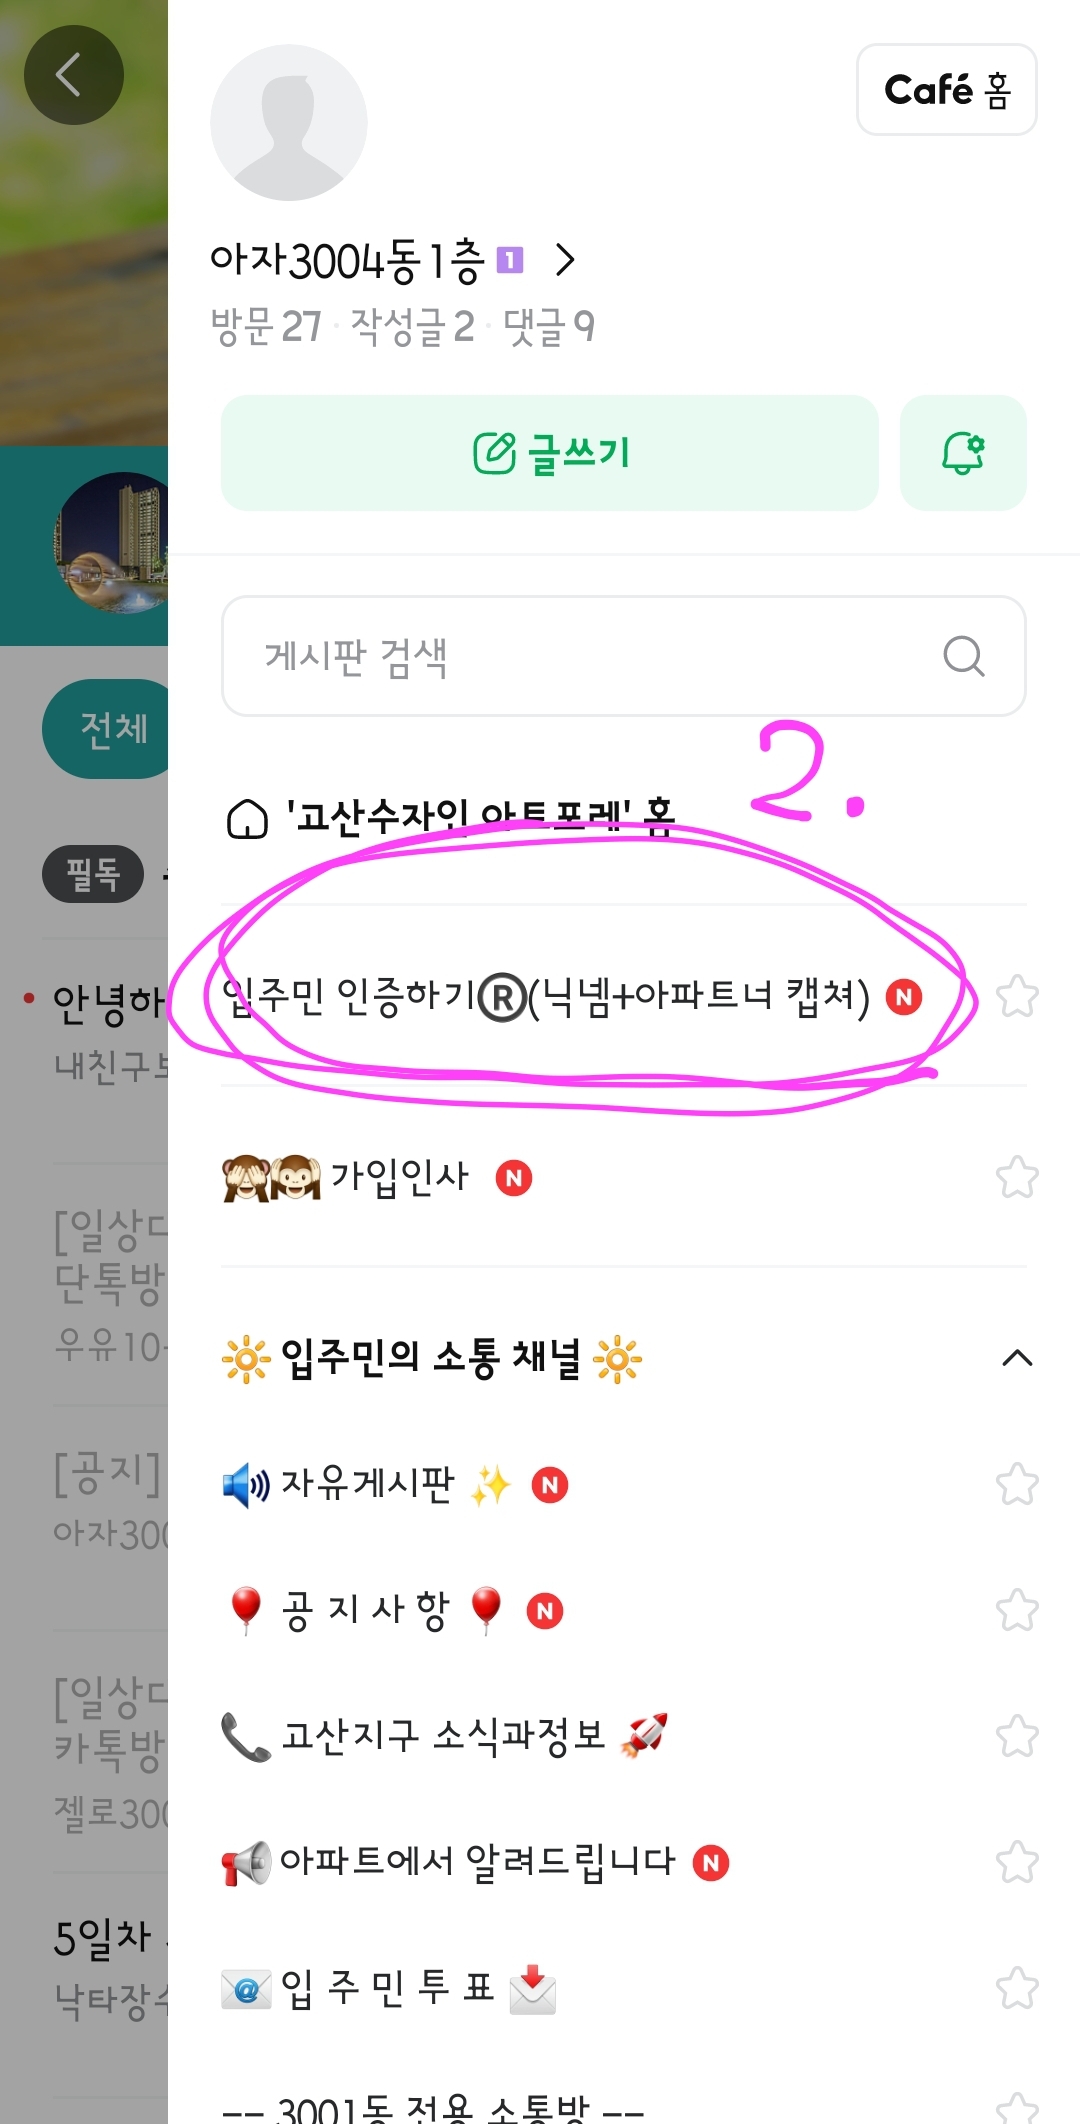 Café 홈
아자3004동1층 1
방문 27 · 작성글 2 · 댓글 9
글쓰기
게시판 검색
2.
'고산수자인 아트포레' 홈
입주민 인증하기®(닉넴+아파트너 캡쳐) N
🙈🙉 가입인사 N
🔆 입주민의 소통 채널 🔆
🔊 자유게시판 ✨ N
🎈 공 지 사 항 🎈 N
📞 고산지구 소식과정보 🚀
📢 아파트에서 알려드립니다 N
📧 입 주 민 투 표 📩
-- 3001동 전용 소통방 --
전체
필독
안녕하
내친구보
[일상다
단톡방
우유10
[공지]
아자300
[일상다
카톡방
젤로300
5일차
낙타장수